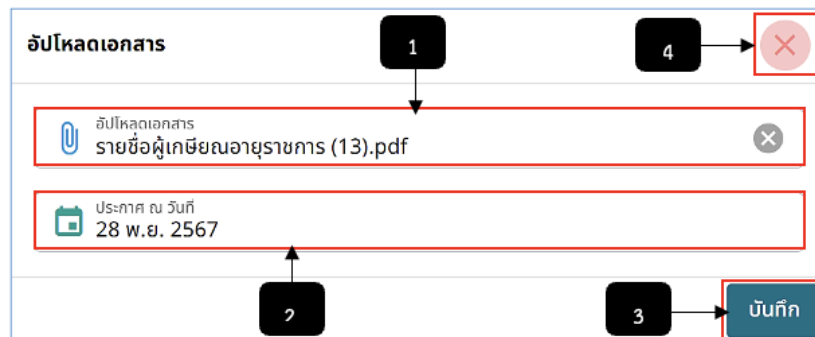 อัปโหลดเอกสาร
1
4
อัปโหลดเอกสาร
รายชื่อผู้เกษียณอายุราชการ (13).pdf
ประกาศ ณ วันที่
28 พ.ย. 2567
2
3
บันทึก